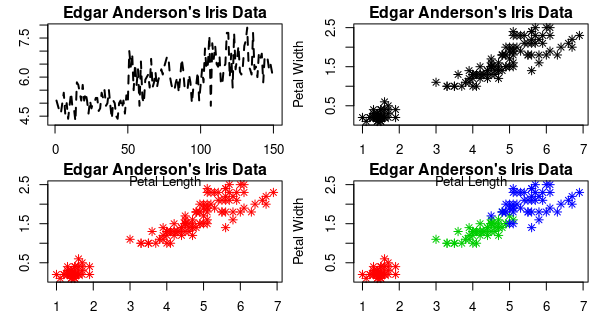 Edgar Anderson's Iris Data
7.5
6.0
4.5
0 50 100 150
Edgar Anderson's Iris Data
Petal Width
2.5
1.5
0.5
1 2 3 4 5 6 7
Edgar Anderson's Iris Data
Petal Length
2.5
1.5
0.5
1 2 3 4 5 6 7
Edgar Anderson's Iris Data
Petal Length
Petal Width
2.5
1.5
0.5
1 2 3 4 5 6 7